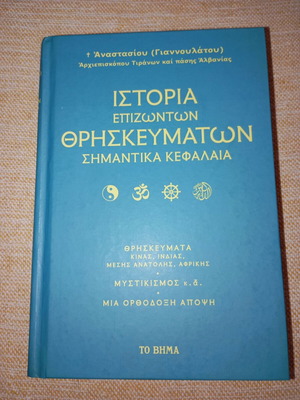 † Ἀναστασίου (Γιαννουλάτου)
Ἀρχιεπισκόπου Τιράνων καί πάσης Ἀλβανίας
ΙΣΤΟΡΙΑ
ΕΠΙΖΩΝΤΩΝ
ΘΡΗΣΚΕΥΜΑΤΩΝ
ΣΗΜΑΝΤΙΚΑ ΚΕΦΑΛΑΙΑ
ΘΡΗΣΚΕΥΜΑΤΑ
ΚΙΝΑΣ, ΙΝΔΙΑΣ,
ΜΕΣΗΣ ΑΝΑΤΟΛΗΣ, ΑΦΡΙΚΗΣ
ΜΥΣΤΙΚΙΣΜΟΣ κ.ἄ.
ΜΙΑ ΟΡΘΟΔΟΞΗ ΑΠΟΨΗ
ΤΟ ΒΗΜΑ